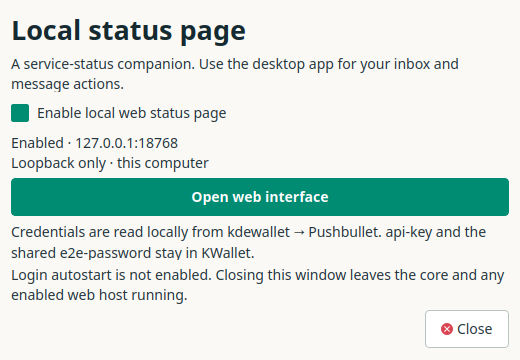 Local status page
A service-status companion. Use the desktop app for your inbox and
message actions.
Enable local web status page
Enabled · 127.0.0.1:18768
Loopback only · this computer
Open web interface
Credentials are read locally from kdewallet → Pushbullet. api-key and the
shared e2e-password stay in KWallet.
Login autostart is not enabled. Closing this window leaves the core and any
enabled web host running.
Close